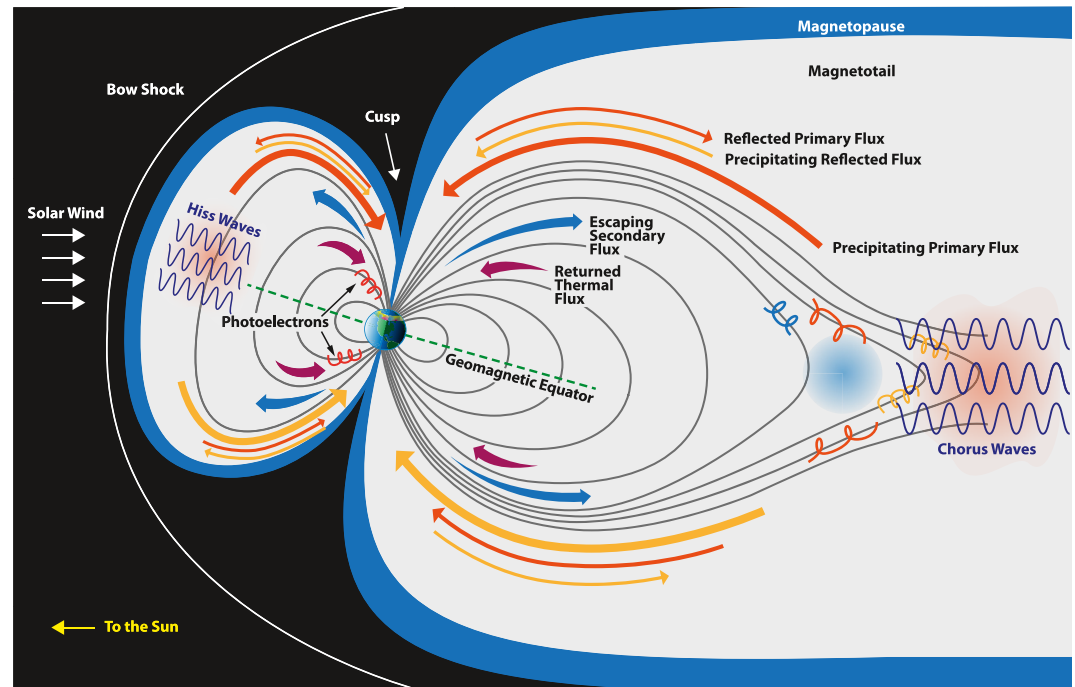 Magnetopause
Magnetotail
Bow Shock
Cusp
Reflected Primary Flux
Precipitating Reflected Flux
Solar Wind
Hiss Waves
Escaping
Secondary
Flux
Precipitating Primary Flux
Returned
Thermal
Flux
Photoelectrons
Geomagnetic Equator
Chorus Waves
To the Sun